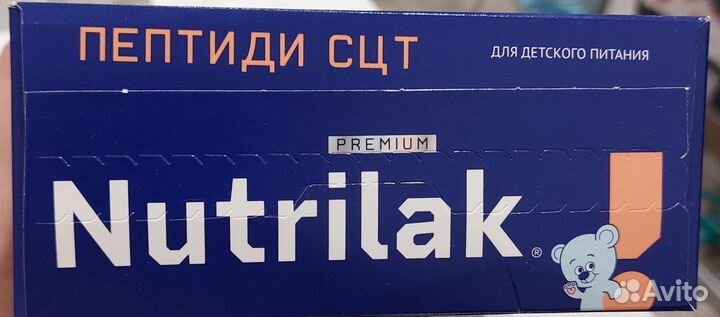 ПЕПТИДИ СЦТ
ДЛЯ ДЕТСКОГО ПИТАНИЯ
PREMIUM
Nutrilak®
Avito